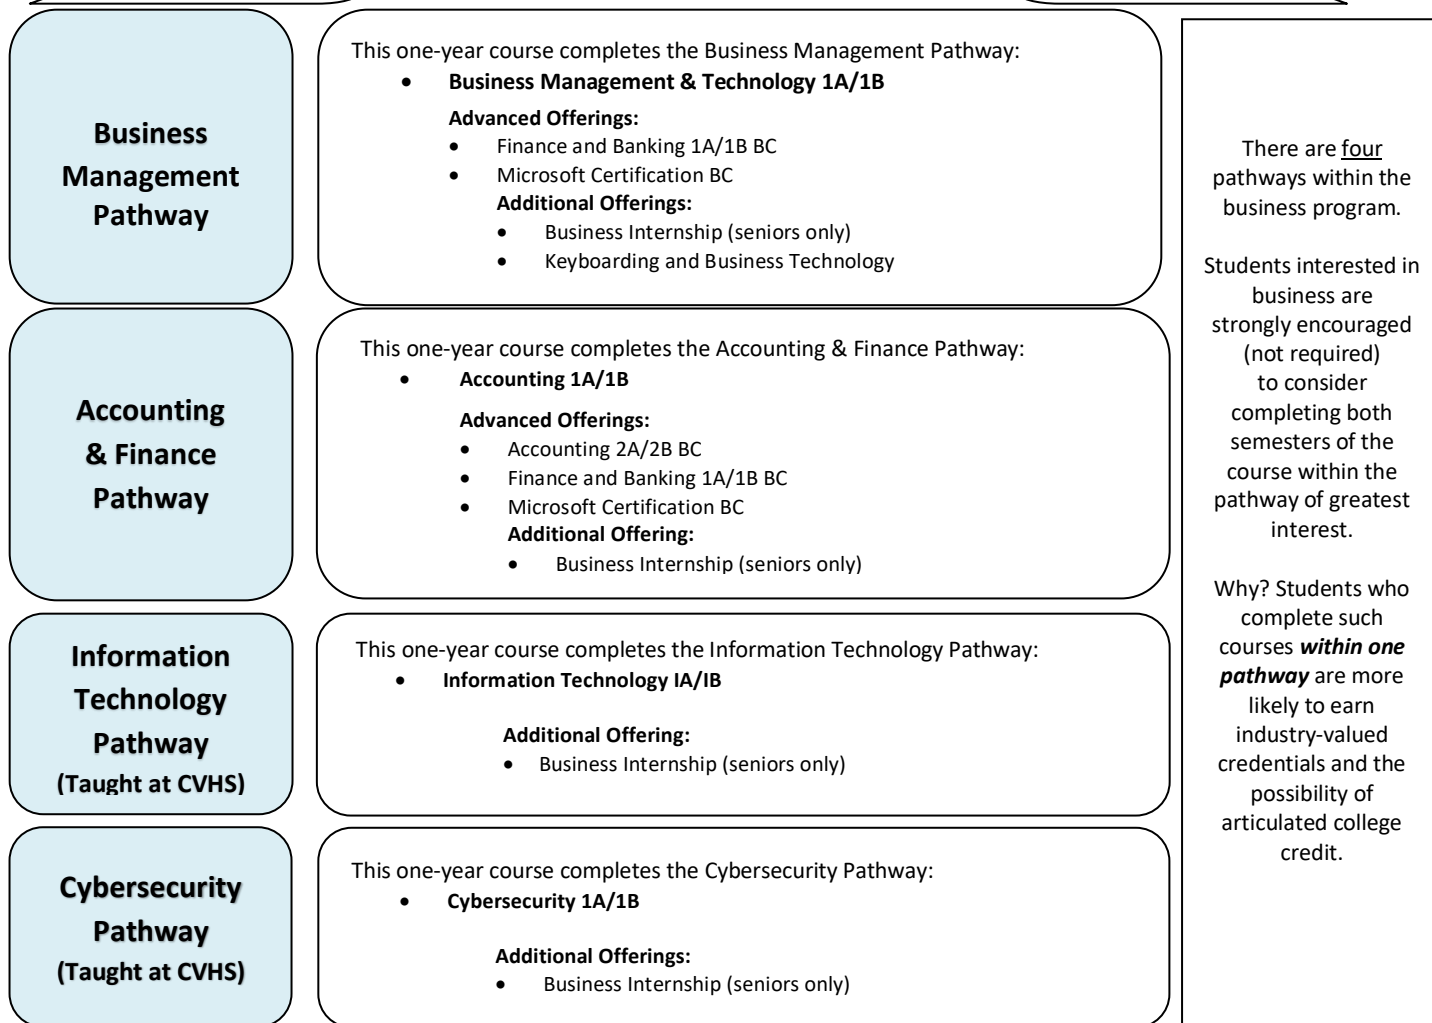 Business
Management
Pathway
This one-year course completes the Business Management Pathway:
• Business Management & Technology 1A/1B
Advanced Offerings:
• Finance and Banking 1A/1B BC
• Microsoft Certification BC
Additional Offerings:
• Business Internship (seniors only)
• Keyboarding and Business Technology
Accounting
& Finance
Pathway
This one-year course completes the Accounting & Finance Pathway:
• Accounting 1A/1B
Advanced Offerings:
• Accounting 2A/2B BC
• Finance and Banking 1A/1B BC
• Microsoft Certification BC
Additional Offering:
• Business Internship (seniors only)
Information
Technology
Pathway
(Taught at CVHS)
This one-year course completes the Information Technology Pathway:
• Information Technology IA/IB
Additional Offering:
• Business Internship (seniors only)
Cybersecurity
Pathway
(Taught at CVHS)
This one-year course completes the Cybersecurity Pathway:
• Cybersecurity 1A/1B
Additional Offerings:
• Business Internship (seniors only)
There are four
pathways within the
business program.
Students interested in
business are
strongly encouraged
(not required)
to consider
completing both
semesters of the
course within the
pathway of greatest
interest.
Why? Students who
complete such
courses within one
pathway are more
likely to earn
industry-valued
credentials and the
possibility of
articulated college
credit.